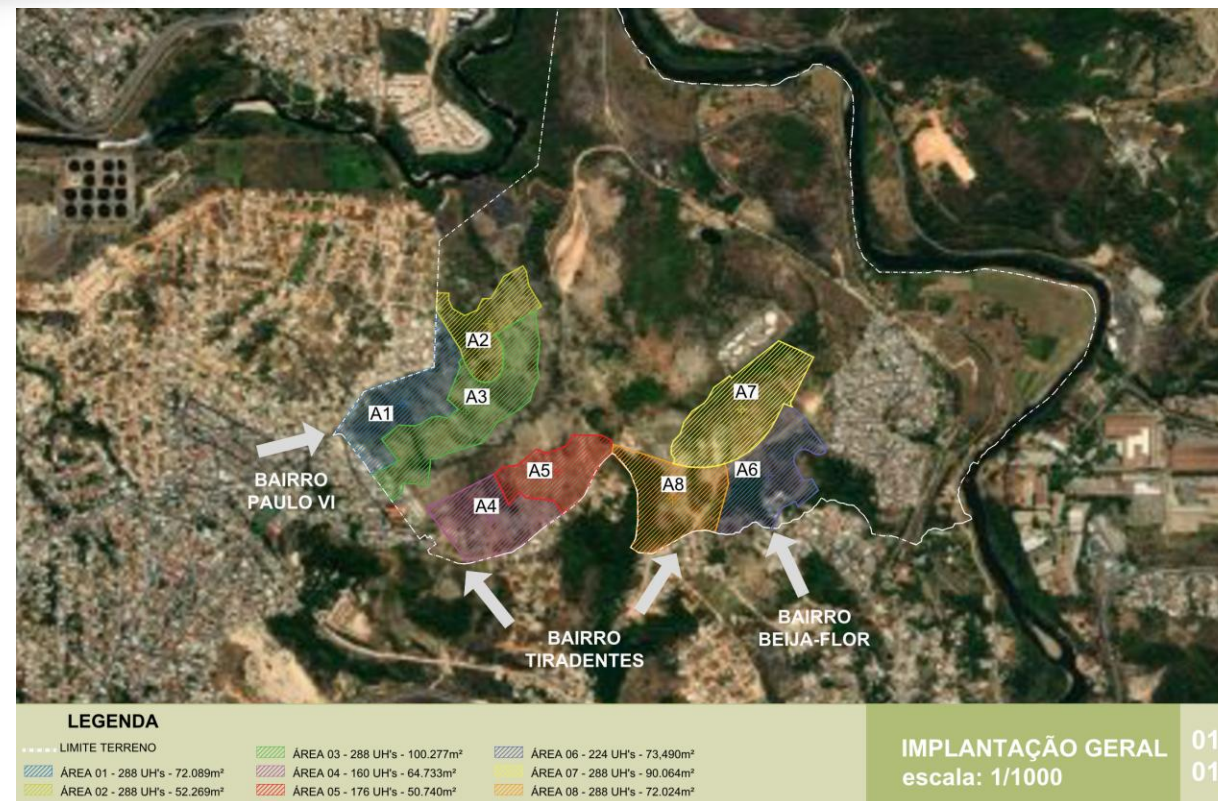 A2
A7
A3
A1
A5
A6
A8
A4
BAIRRO
PAULO VI
BAIRRO
TIRADENTES
BAIRRO
BEIJA-FLOR
LEGENDA
LIMITE TERRENO
ÁREA 01 - 288 UH's - 72.089m²
ÁREA 02 - 288 UH's - 52.269m²
ÁREA 03 - 288 UH's - 100.277m²
ÁREA 04 - 160 UH's - 64.733m²
ÁREA 05 - 176 UH's - 50.740m²
ÁREA 06 - 224 UH's - 73,490m²
ÁREA 07 - 288 UH's - 90.064m²
ÁREA 08 - 288 UH's - 72.024m²
IMPLANTAÇÃO GERAL
escala: 1/1000
01
01